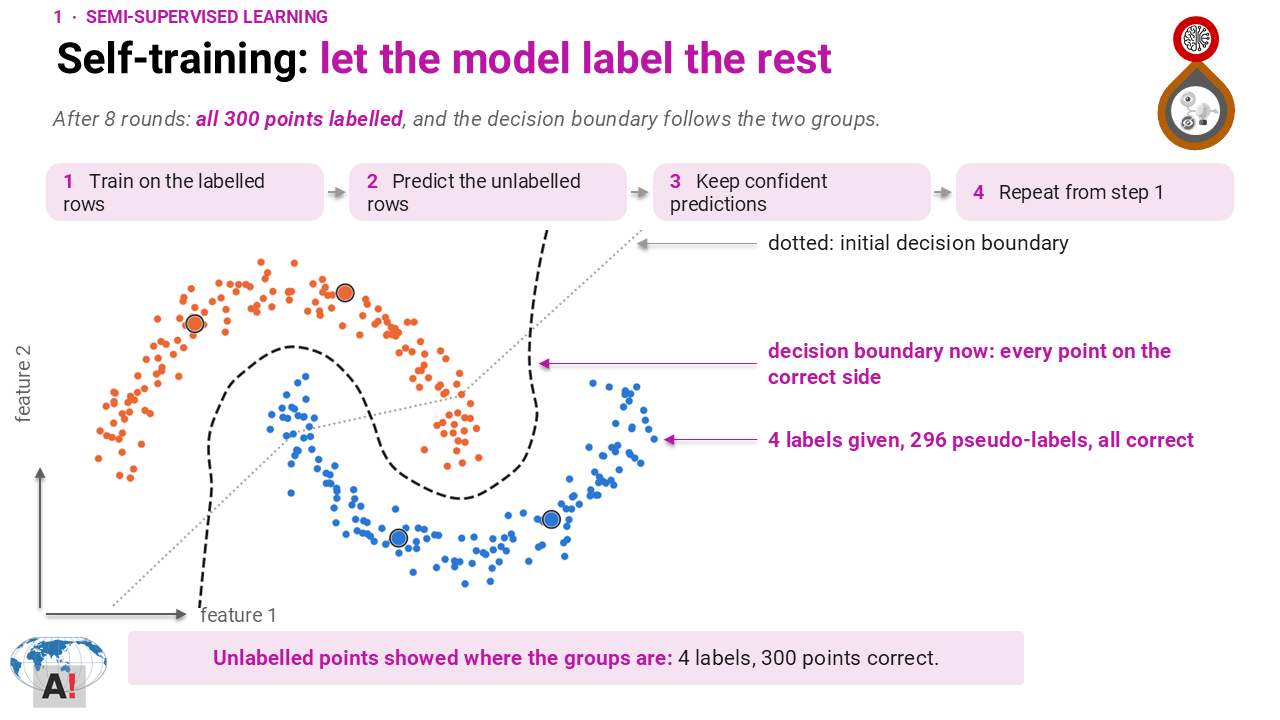 1 · SEMI-SUPERVISED LEARNING
Self-training: let the model label the rest
After 8 rounds: all 300 points labelled, and the decision boundary follows the two groups.
1 Train on the labelled
rows
2 Predict the unlabelled
rows
3 Keep confident
predictions
4 Repeat from step 1
dotted: initial decision boundary
decision boundary now: every point on the
correct side
4 labels given, 296 pseudo-labels, all correct
feature 2
feature 1
A!
Unlabelled points showed where the groups are: 4 labels, 300 points correct.